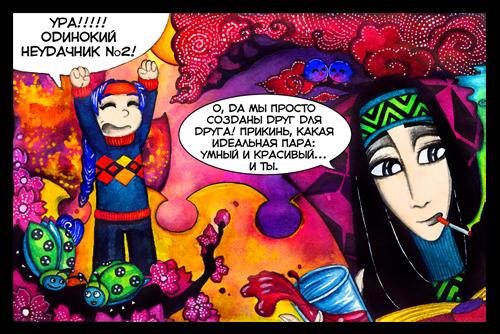 УРА!!!!!
ОДИНОКИЙ
НЕУДАЧНИК №2!
О, ДА МЫ ПРОСТО
СОЗДАНЫ ДРУГ ДЛЯ
ДРУГА! ПРИКИНЬ, КАКАЯ
ИДЕАЛЬНАЯ ПАРА:
УМНЫЙ И КРАСИВЫЙ...
И ТЫ.